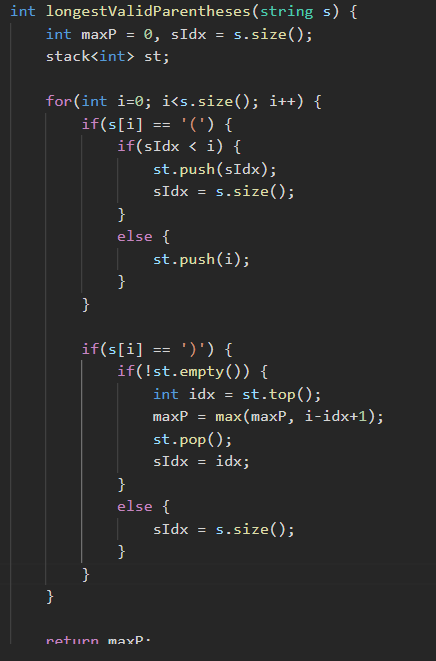 int longestValidParentheses(string s) {
    int maxP = 0, sIdx = s.size();
    stack<int> st;

    for(int i=0; i<s.size(); i++) {
        if(s[i] == '(') {
            if(sIdx < i) {
                st.push(sIdx);
                sIdx = s.size();
            }
            else {
                st.push(i);
            }
        }

        if(s[i] == ')') {
            if(!st.empty()) {
                int idx = st.top();
                maxP = max(maxP, i-idx+1);
                st.pop();
                sIdx = idx;
            }
            else {
                sIdx = s.size();
            }
        }
    }

    return maxP;